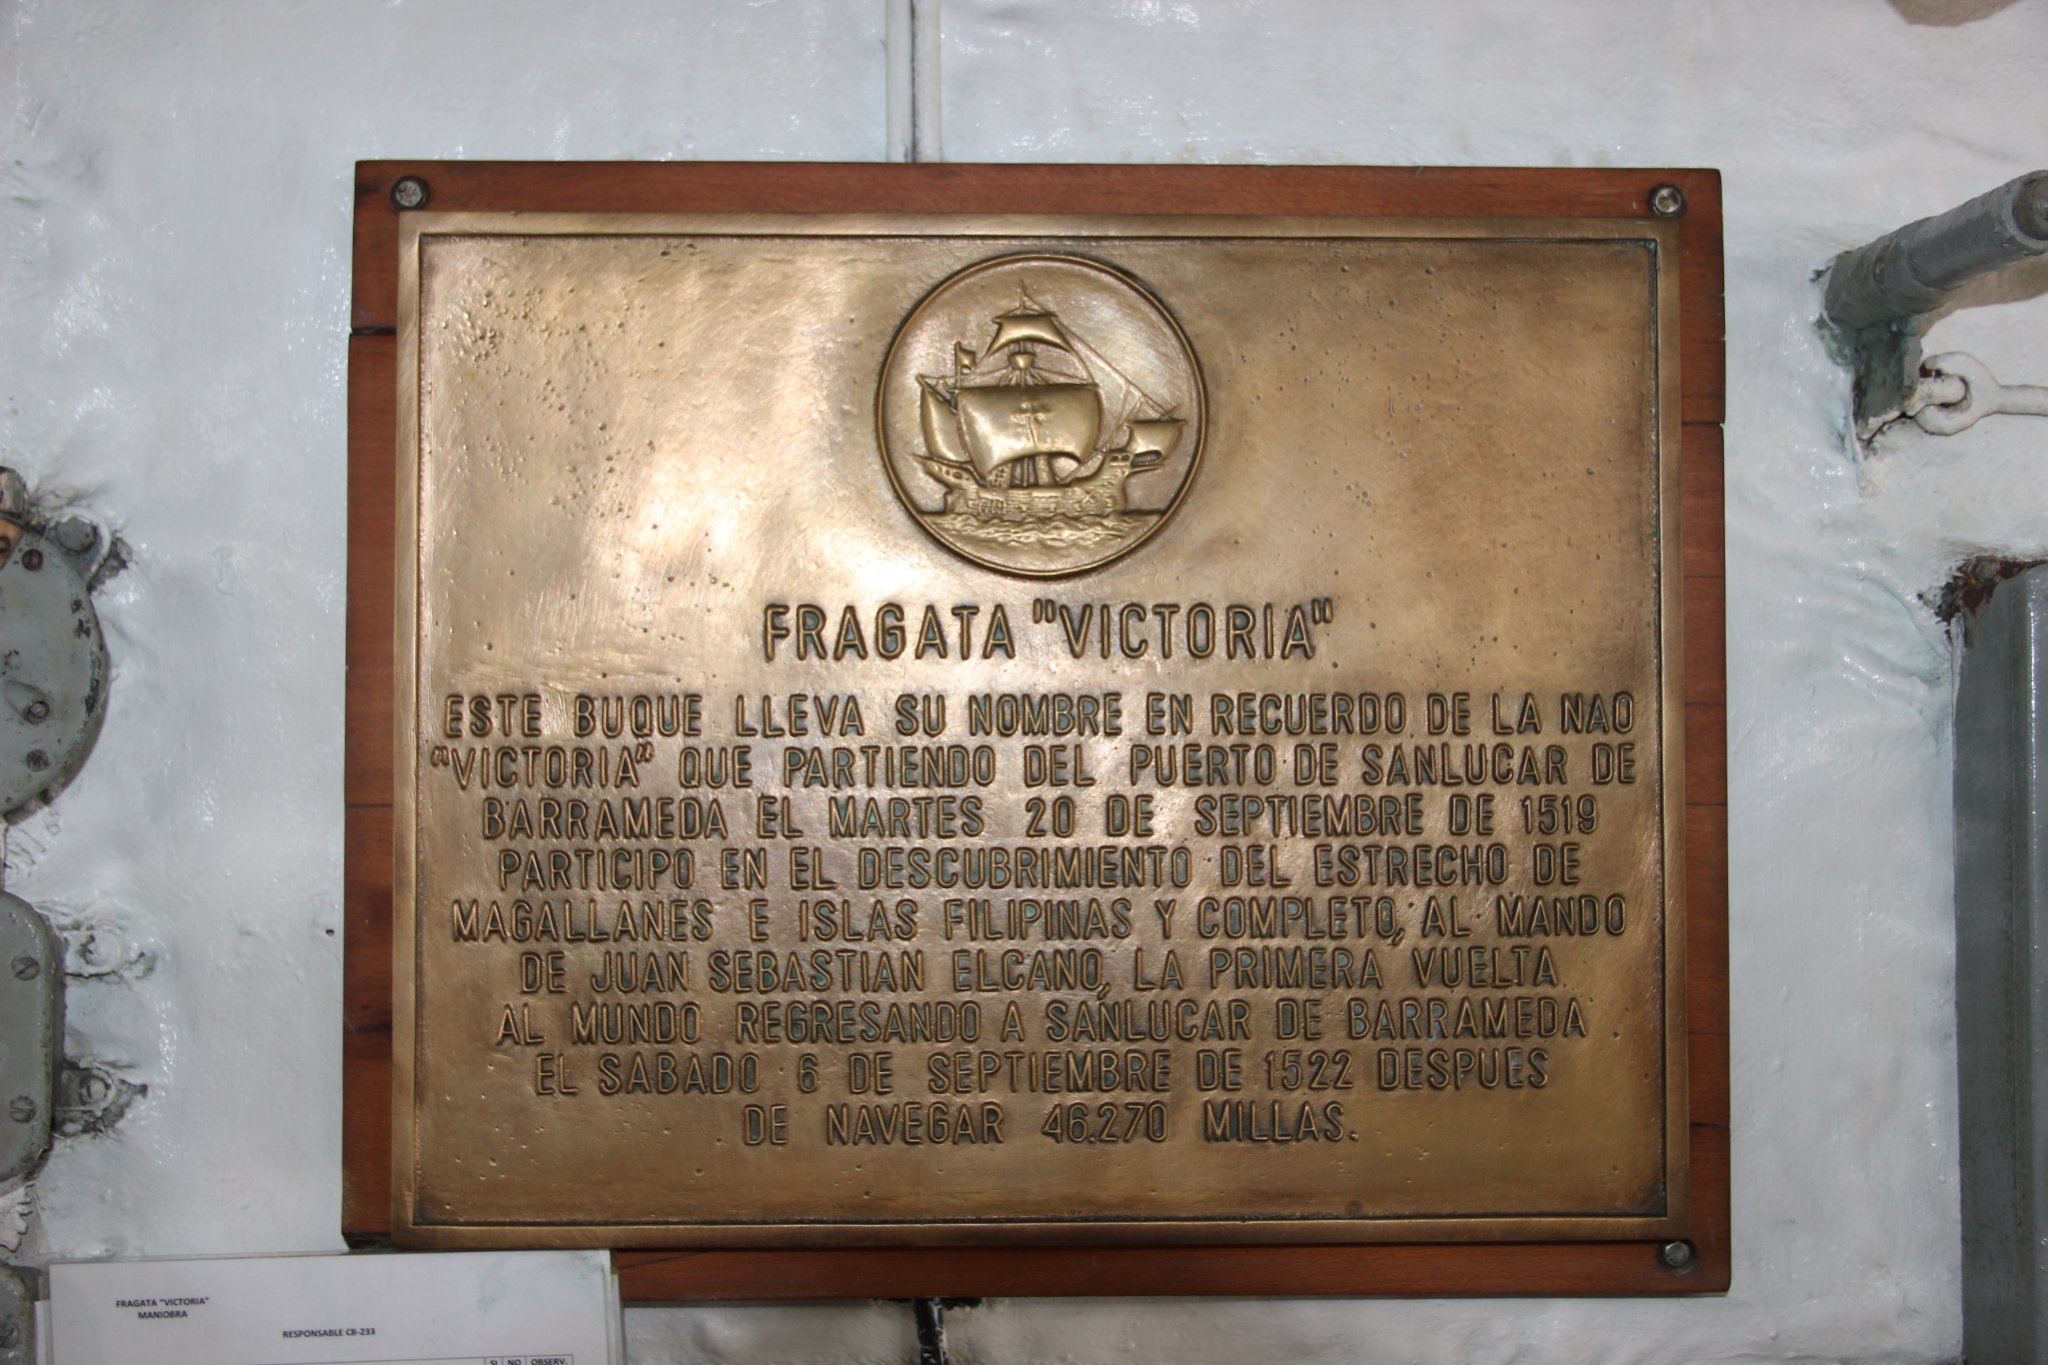 FRAGATA "VICTORIA"
ESTE BUQUE LLEVA SU NOMBRE EN RECUERDO DE LA NAO
"VICTORIA" QUE PARTIENDO DEL PUERTO DE SANLUCAR DE
BARRAMEDA EL MARTES 20 DE SEPTIEMBRE DE 1519
PARTICIPO EN EL DESCUBRIMIENTO DEL ESTRECHO DE
MAGALLANES E ISLAS FILIPINAS Y COMPLETO, AL MANDO
DE JUAN SEBASTIAN ELCANO, LA PRIMERA VUELTA
AL MUNDO REGRESANDO A SANLUCAR DE BARRAMEDA
EL SABADO 6 DE SEPTIEMBRE DE 1522 DESPUES
DE NAVEGAR 46.270 MILLAS.
FRAGATA "VICTORIA"
MANIOBRA
RESPONSABLE CB-233
SI NO OBSERV.